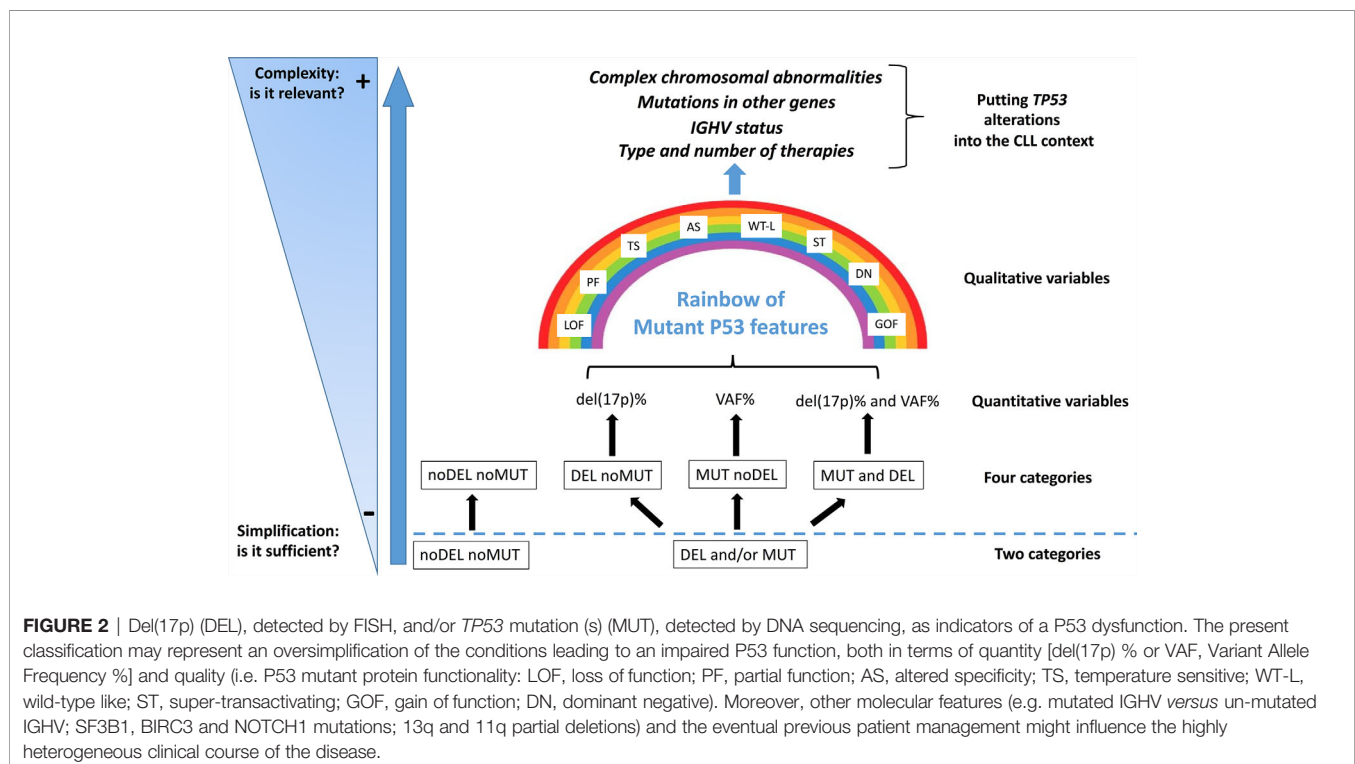 Complexity:
is it relevant?
+
Complex chromosomal abnormalities
Mutations in other genes
IGHV status
Type and number of therapies
Putting TP53
alterations
into the CLL context
LOF
PF
TS
AS
WT-L
ST
DN
GOF
Rainbow of
Mutant P53 features
Qualitative variables
del(17p)%
VAF%
del(17p)% and VAF%
Quantitative variables
noDEL noMUT
DEL noMUT
MUT noDEL
MUT and DEL
Four categories
-
Simplification:
is it sufficient?
noDEL noMUT
DEL and/or MUT
Two categories
FIGURE 2 | Del(17p) (DEL), detected by FISH, and/or TP53 mutation (s) (MUT), detected by DNA sequencing, as indicators of a P53 dysfunction. The present
classification may represent an oversimplification of the conditions leading to an impaired P53 function, both in terms of quantity [del(17p) % or VAF, Variant Allele
Frequency %] and quality (i.e. P53 mutant protein functionality: LOF, loss of function; PF, partial function; AS, altered specificity; TS, temperature sensitive; WT-L,
wild-type like; ST, super-transactivating; GOF, gain of function; DN, dominant negative). Moreover, other molecular features (e.g. mutated IGHV versus un-mutated
IGHV; SF3B1, BIRC3 and NOTCH1 mutations; 13q and 11q partial deletions) and the eventual previous patient management might influence the highly
heterogeneous clinical course of the disease.